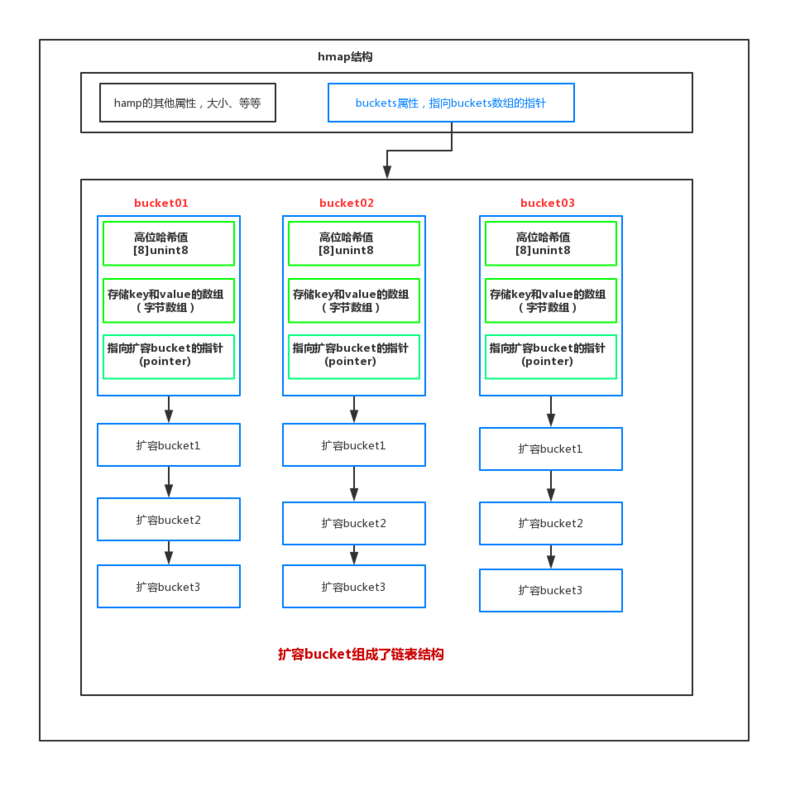 hmap结构
hamp的其他属性，大小、等等
buckets属性，指向buckets数组的指针
bucket01
bucket02
bucket03
高位哈希值
[8]unint8
高位哈希值
[8]unint8
高位哈希值
[8]unint8
存储key和value的数组
（字节数组）
存储key和value的数组
（字节数组）
存储key和value的数组
（字节数组）
指向扩容bucket的指针
(pointer)
指向扩容bucket的指针
(pointer)
指向扩容bucket的指针
(pointer)
扩容bucket1
扩容bucket1
扩容bucket1
扩容bucket2
扩容bucket2
扩容bucket2
扩容bucket3
扩容bucket3
扩容bucket3
扩容bucket组成了链表结构